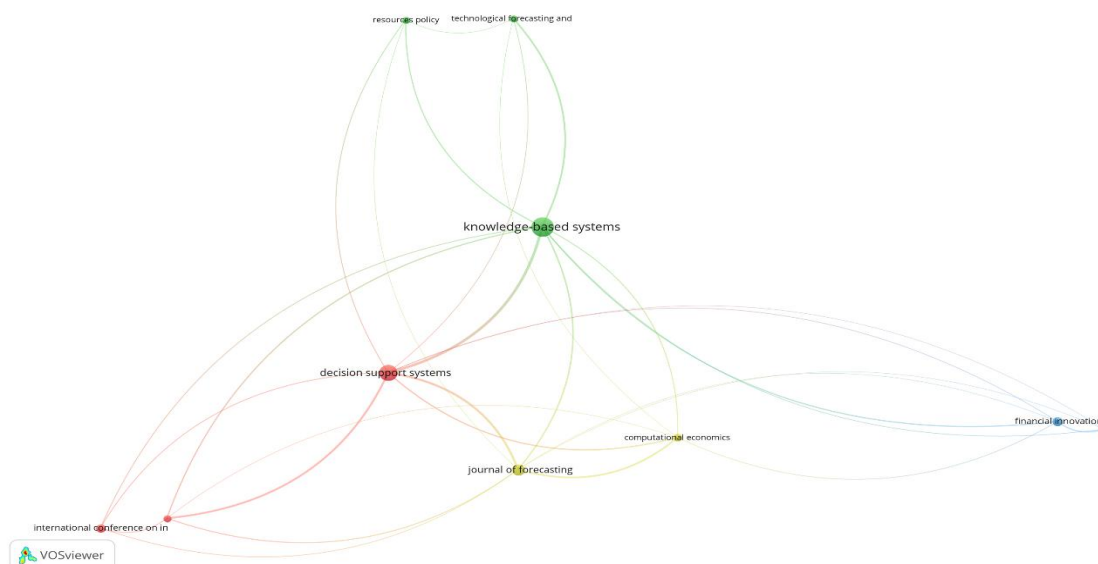 resources policy
technological forecasting and
knowledge-based systems
decision support systems
financial innovation
computational economics
journal of forecasting
international conference on in
VOSviewer